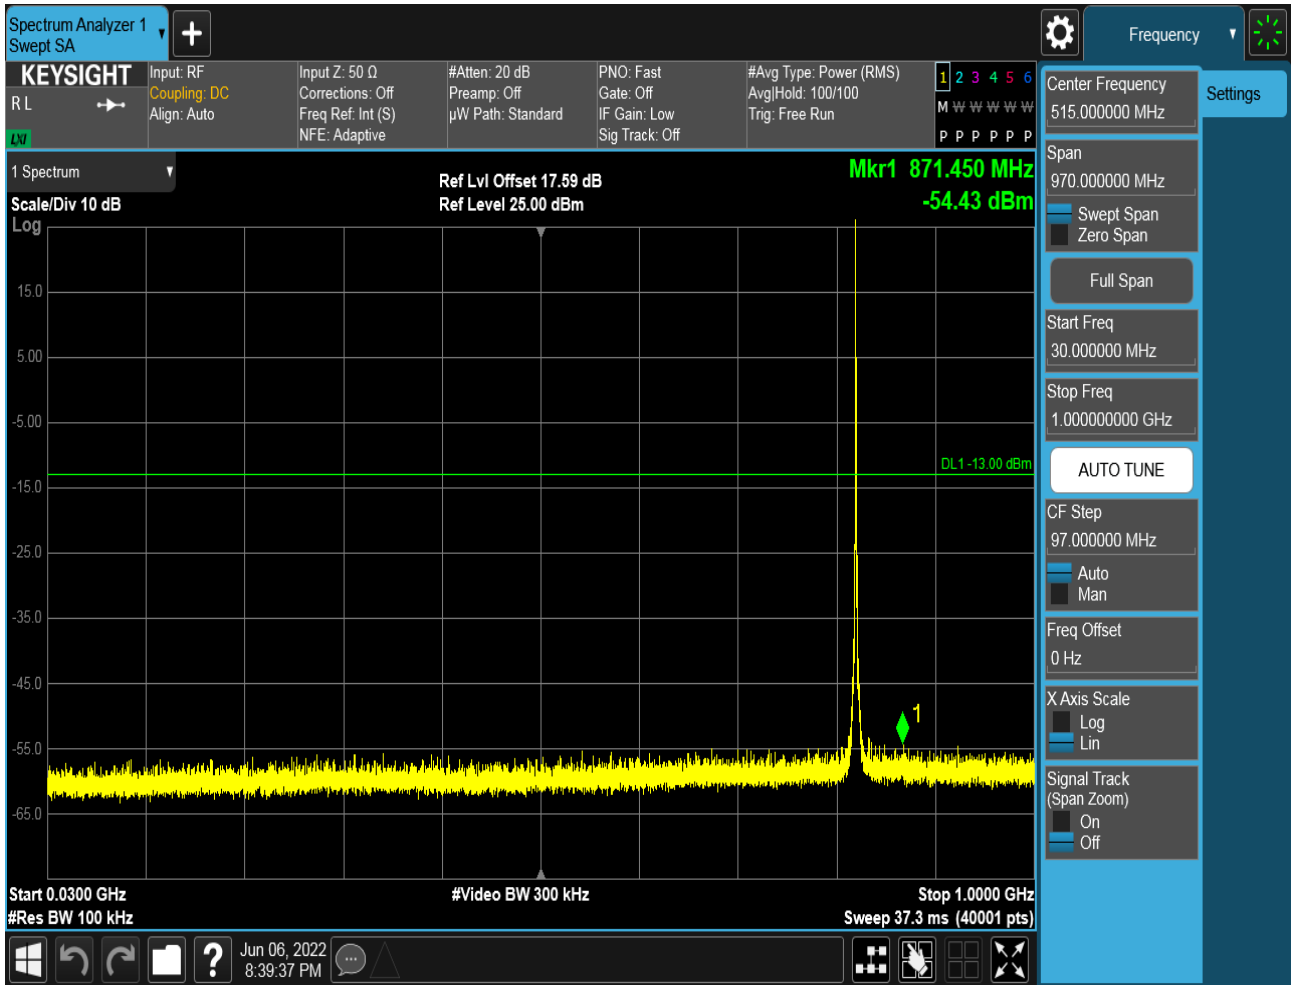 Spectrum Analyzer 1
Swept SA
+
Frequency
KEYSIGHT
R L
LXI
Input: RF
Coupling: DC
Align: Auto
Input Z: 50 Ω
Corrections: Off
Freq Ref: Int (S)
NFE: Adaptive
#Atten: 20 dB
Preamp: Off
µW Path: Standard
PNO: Fast
Gate: Off
IF Gain: Low
Sig Track: Off
#Avg Type: Power (RMS)
Avg|Hold: 100/100
Trig: Free Run
1 2 3 4 5 6
M W W W W W
P P P P P P
1 Spectrum
Scale/Div 10 dB
Log
Ref Lvl Offset 17.59 dB
Ref Level 25.00 dBm
Mkr1 871.450 MHz
-54.43 dBm
15.0
5.00
-5.00
DL1 -13.00 dBm
-15.0
-25.0
-35.0
-45.0
1
-55.0
-65.0
Start 0.0300 GHz
#Video BW 300 kHz
Stop 1.0000 GHz
#Res BW 100 kHz
Sweep 37.3 ms (40001 pts)
Center Frequency
515.000000 MHz
Settings
Span
970.000000 MHz
Swept Span
Zero Span
Full Span
Start Freq
30.000000 MHz
Stop Freq
1.000000000 GHz
AUTO TUNE
CF Step
97.000000 MHz
Auto
Man
Freq Offset
0 Hz
X Axis Scale
Log
Lin
Signal Track
(Span Zoom)
On
Off
?
Jun 06, 2022
8:39:37 PM